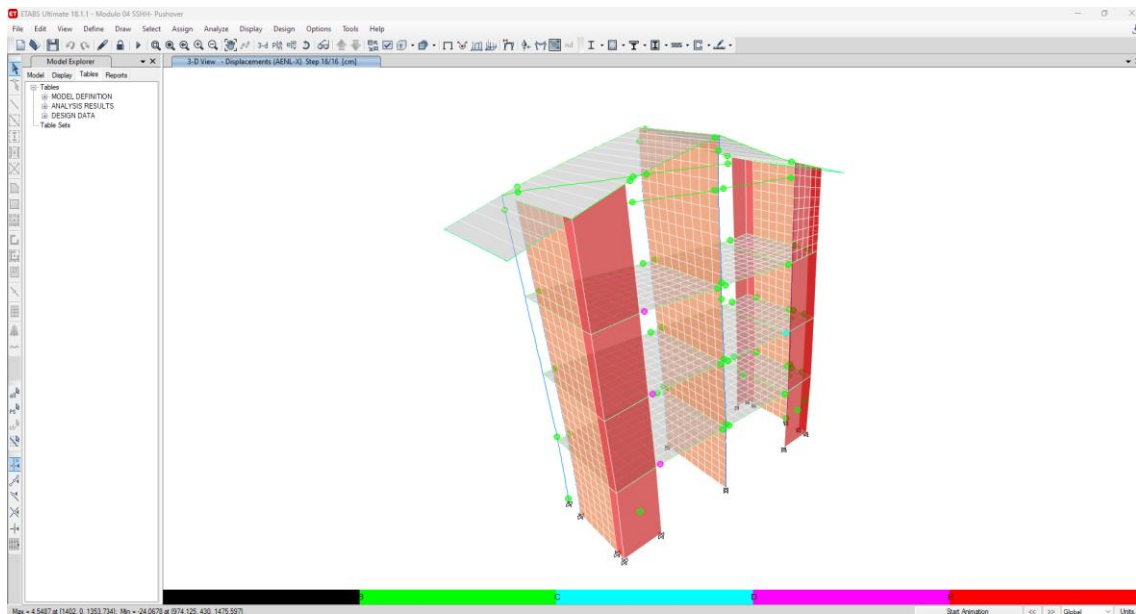 ETABS Ultimate 18.1.1 - Modulo 04 SSHH- Pushover
File Edit View Define Draw Select Assign Analyze Display Design Options Tools Help
Model Explorer
3-D View - Displacements (AENL-X) Step 16/16 [cm]
Model Display Tables Reports
Tables
MODEL DEFINITION
ANALYSIS RESULTS
DESIGN DATA
Table Sets
B C D E
Max = 4.5487 at [1402, 0, 1353.734]; Min = -24.0678 at [974.125, 430, 1475.597]
Start Animation << >> Global Units